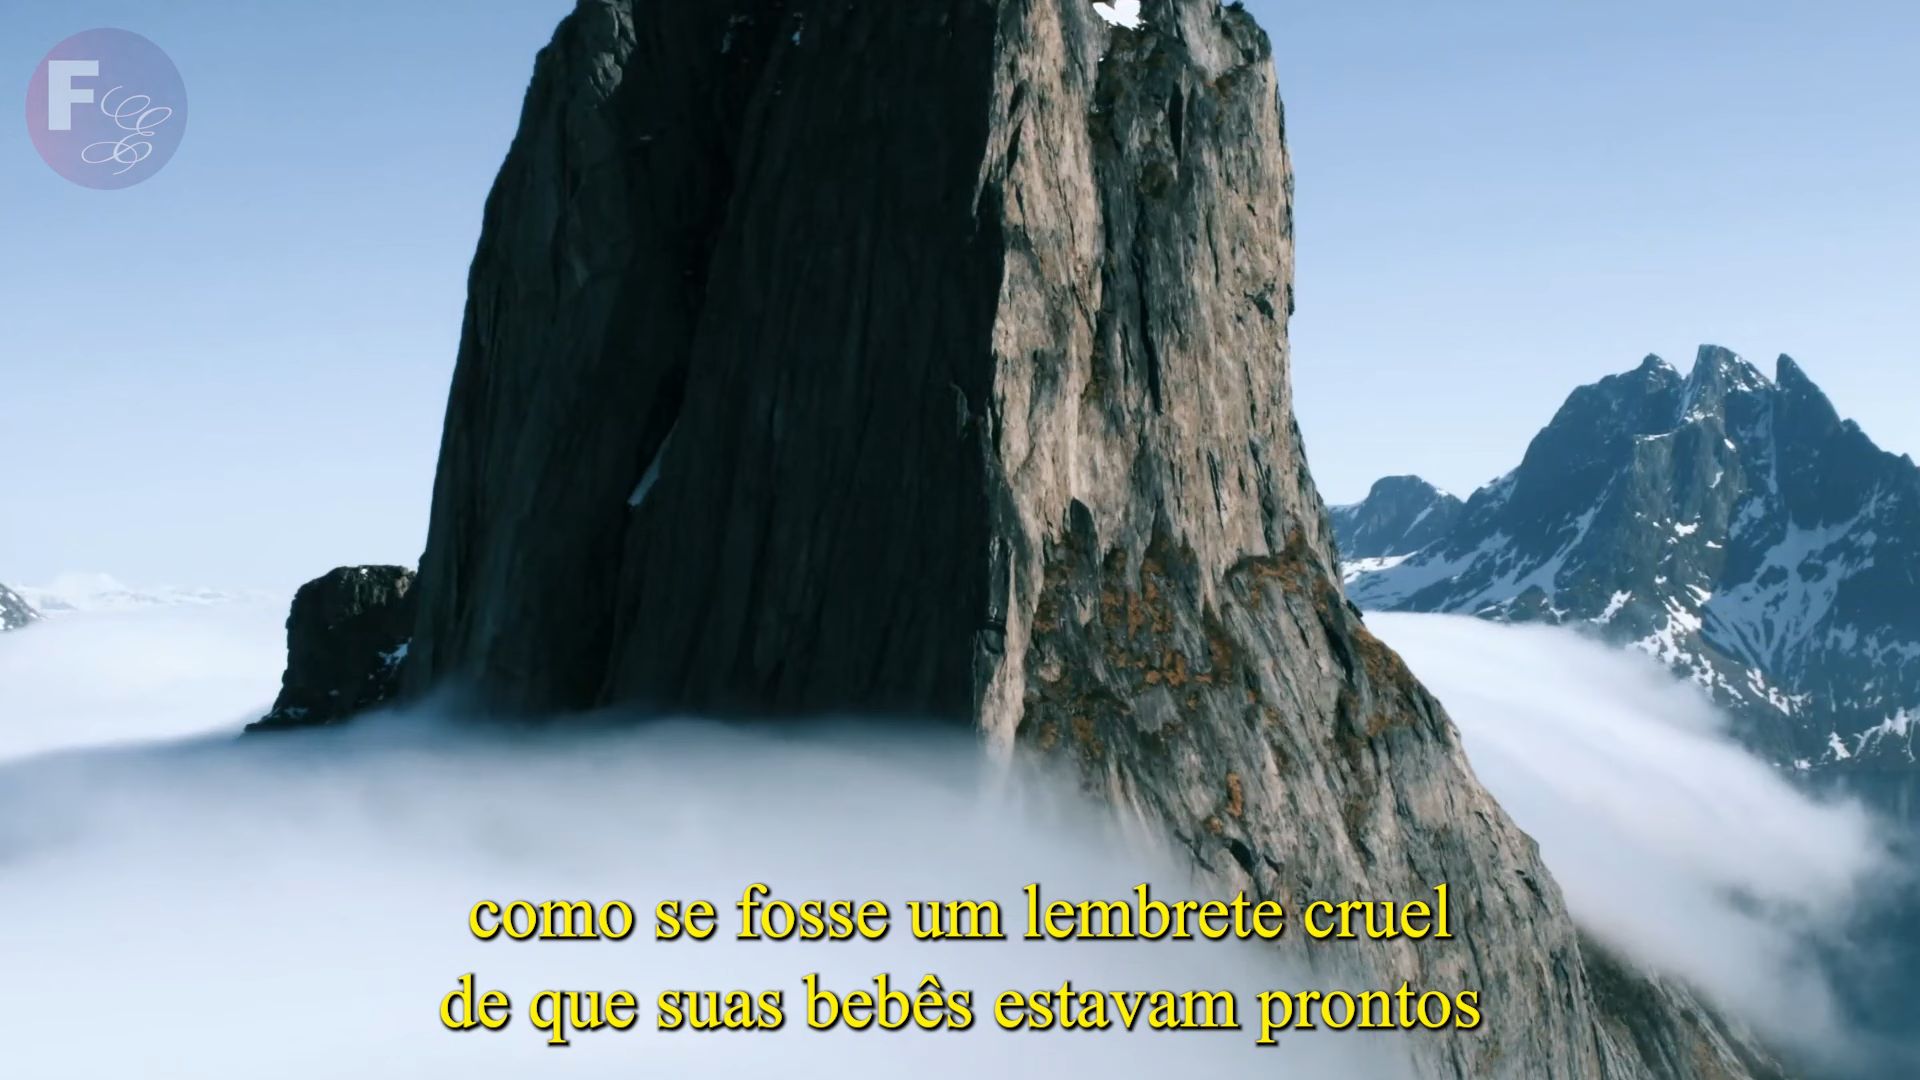 F
como se fosse um lembrete cruel
de que suas bebês estavam prontos